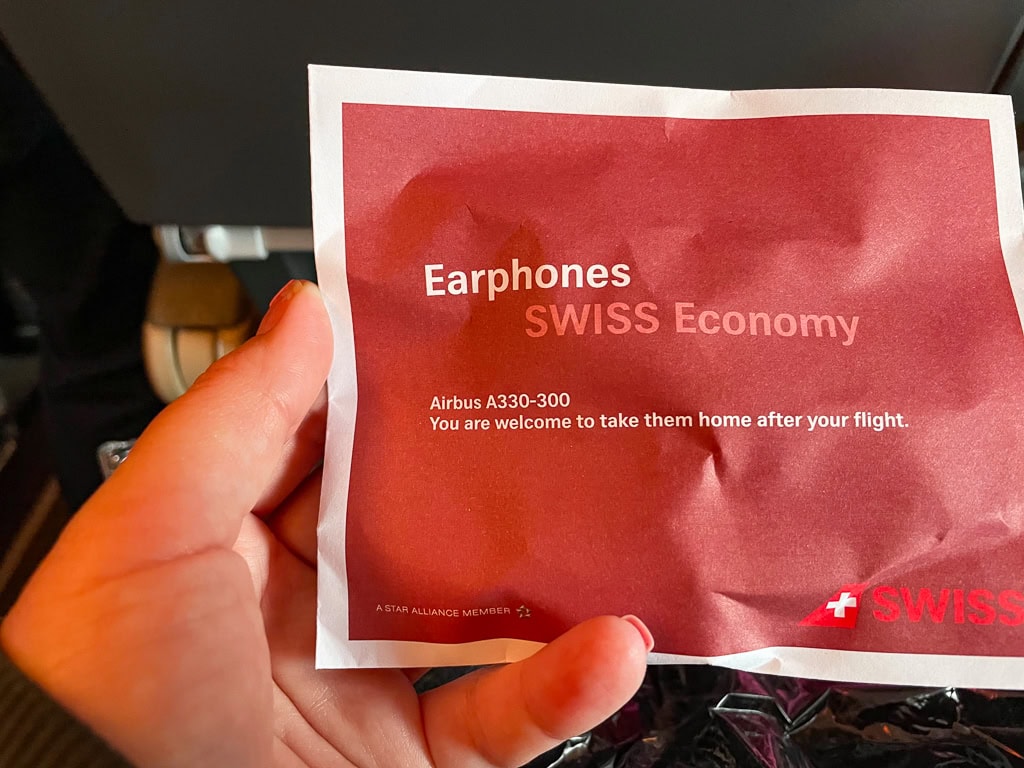 Earphones
SWISS Economy
Airbus A330-300
You are welcome to take them home after your flight.
A STAR ALLIANCE MEMBER
SWISS